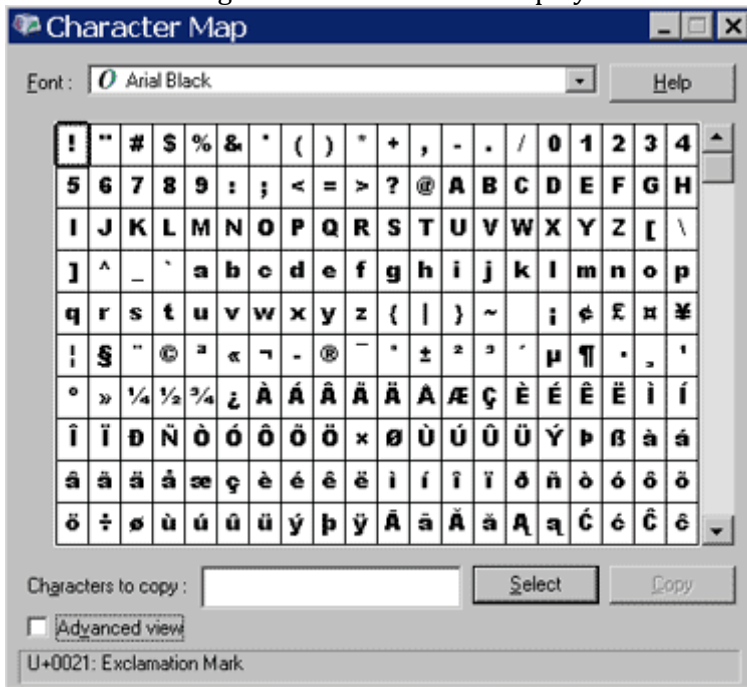 Character Map
Font : O Arial Black Help
! " # $ % & ' ( ) * + , - . / 0 1 2 3 4
5 6 7 8 9 : ; < = > ? @ A B C D E F G H
I J K L M N O P Q R S T U V W X Y Z [ \
] ^ _ ` a b c d e f g h i j k l m n o p
q r s t u v w x y z { | } ~ ¡ ¢ £ ¤ ¥
¦ § ¨ © ª « ¬ - ® ¯ ° ± ² ³ ´ µ ¶ · ¸ ¹
º » ¼ ½ ¾ ¿ À Á Â Ã Ä Å Æ Ç È É Ê Ë Ì Í
Î Ï Ð Ñ Ò Ó Ô Õ Ö × Ø Ù Ú Û Ü Ý Þ ß à á
â ã ä å æ ç è é ê ë ì í î ï ð ñ ò ó ô õ
ö ÷ ø ù ú û ü ý þ ÿ Ā ā Ă ă Ą ą Ć ć Ĉ ĉ
Characters to copy : Select Copy
Advanced view
U+0021: Exclamation Mark